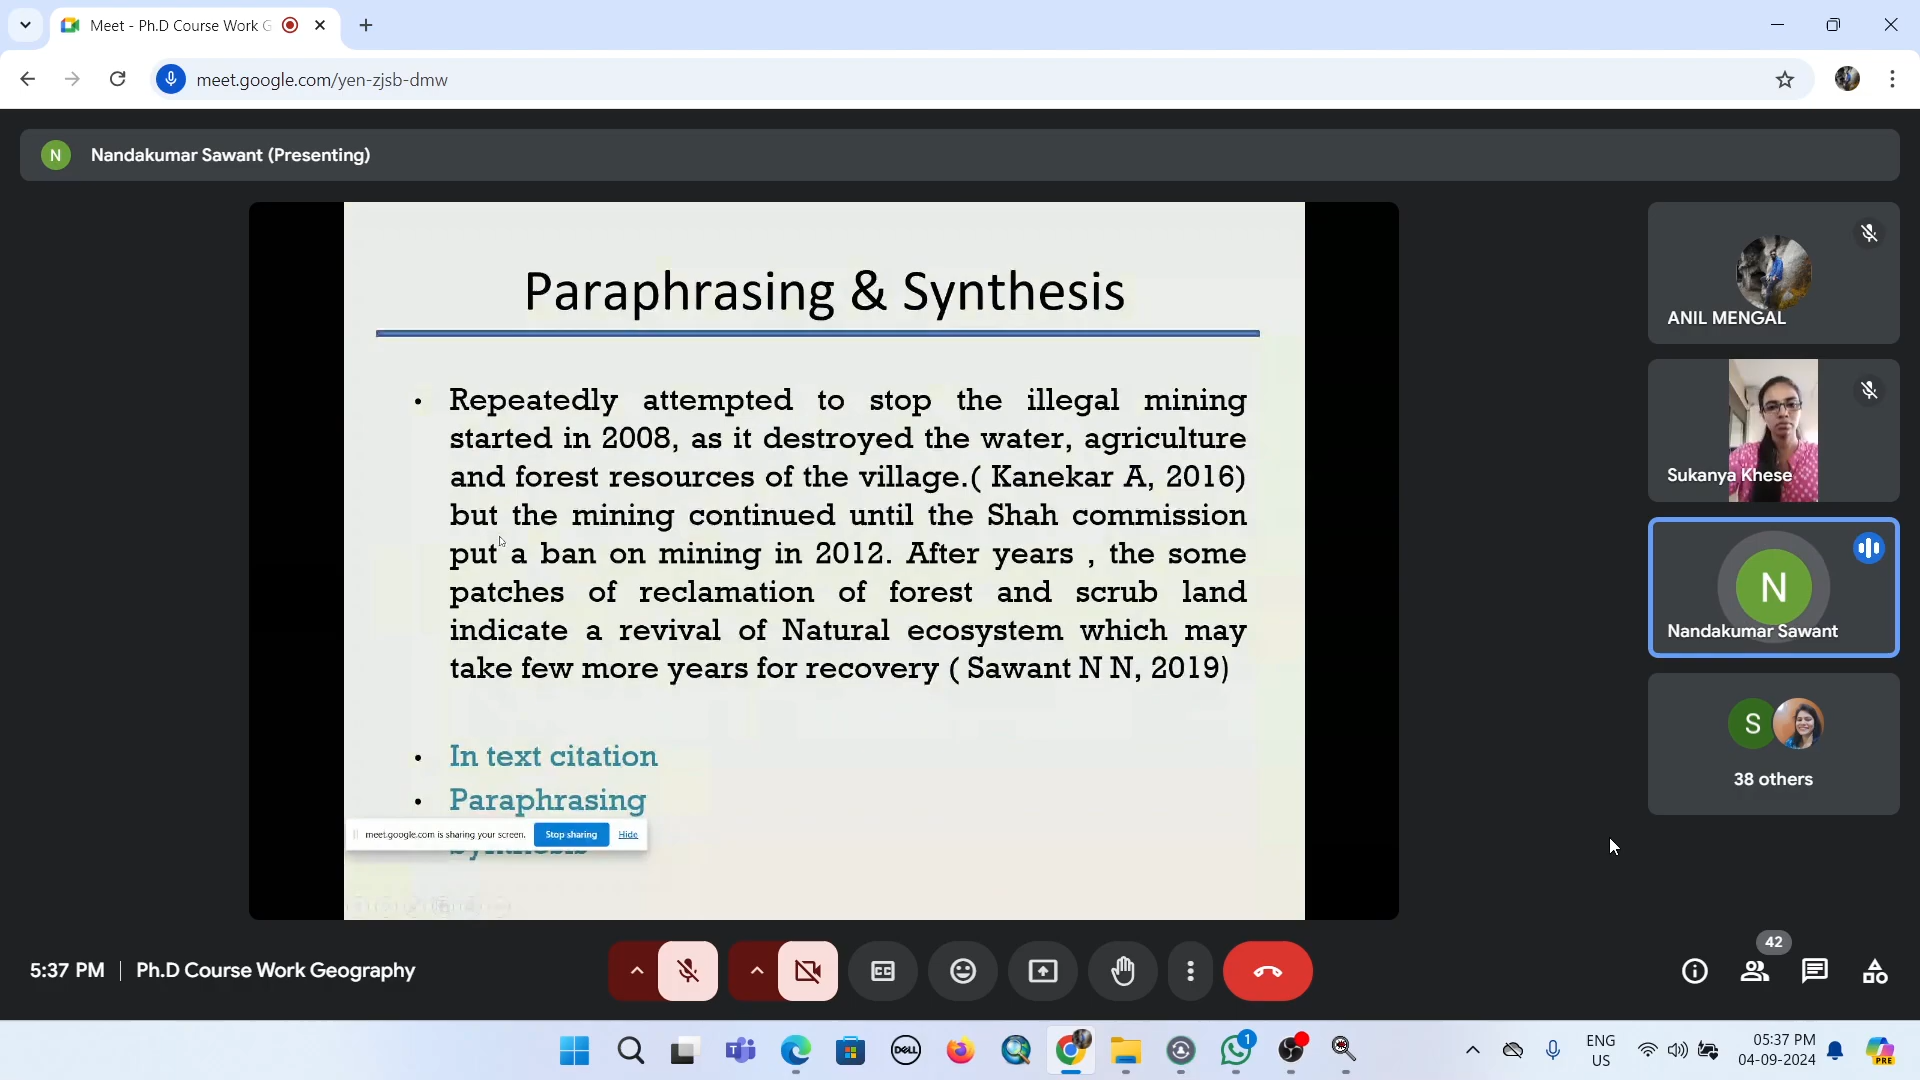 Meet - Ph.D Course Work G
meet.google.com/yen-zjsb-dmw
N
Nandakumar Sawant (Presenting)
Paraphrasing & Synthesis
• Repeatedly attempted to stop the illegal mining
started in 2008, as it destroyed the water, agriculture
and forest resources of the village.( Kanekar A, 2016)
but the mining continued until the Shah commission
put a ban on mining in 2012. After years , the some
patches of reclamation of forest and scrub land
indicate a revival of Natural ecosystem which may
take few more years for recovery ( Sawant N N, 2019)
• In text citation
• Paraphrasing
meet.google.com is sharing your screen. Stop sharing Hide
Synthesis
ANIL MENGAL
Sukanya Khese
N
Nandakumar Sawant
S
38 others
5:37 PM | Ph.D Course Work Geography
CC
42
DELL
1
ENG
US
05:37 PM
04-09-2024
PRE